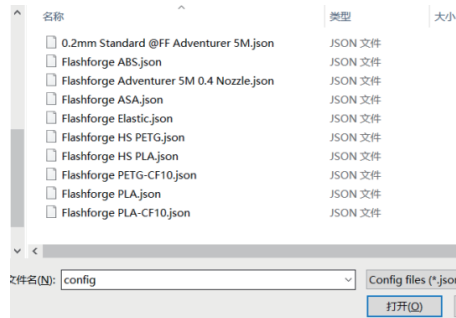 名称 类型 大小
0.2mm Standard @FF Adventurer 5M.json JSON 文件
Flashforge ABS.json JSON 文件
Flashforge Adventurer 5M 0.4 Nozzle.json JSON 文件
Flashforge ASA.json JSON 文件
Flashforge Elastic.json JSON 文件
Flashforge HS PETG.json JSON 文件
Flashforge HS PLA.json JSON 文件
Flashforge PETG-CF10.json JSON 文件
Flashforge PLA.json JSON 文件
Flashforge PLA-CF10.json JSON 文件
文件名(N): config Config files (*.jsor
打开(O)